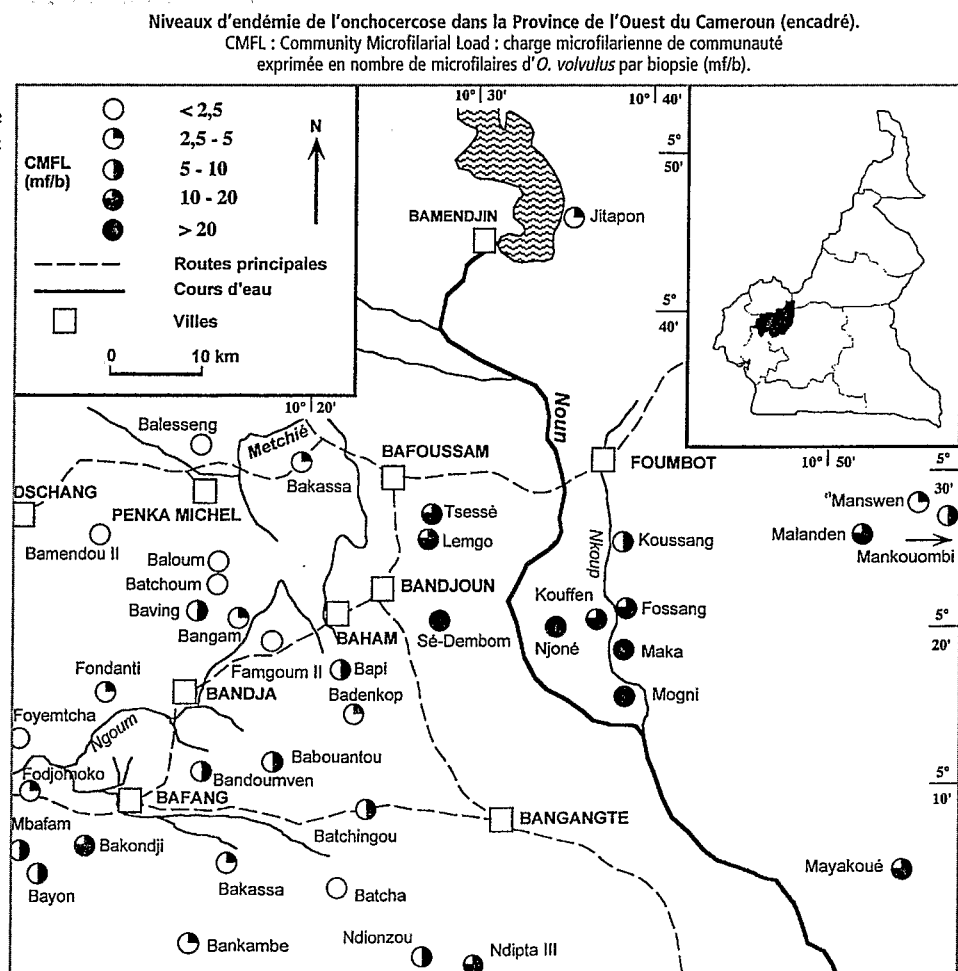 Niveaux d'endémie de l'onchocercose dans la Province de l'Ouest du Cameroun (encadré).
CMFL : Community Microfilarial Load : charge microfilarienne de communauté
exprimée en nombre de microfilaires d'O. volvulus par biopsie (mf/b).
CMFL
(mf/b)
< 2,5
2,5 - 5
5 - 10
10 - 20
> 20
N
Routes principales
Cours d'eau
Villes
0 10 km
10° 30'
10° 40'
5°
50'
BAMENDJIN
Jitapon
5°
40'
10° 20'
Balesseng
Metchié
Noun
BAFOUSSAM
FOUMBOT
10° 50'
5°
30'
Bakassa
DSCHANG
PENKA MICHEL
Tsessè
"Manswen
Bamendou II
Lemgo
Koussang
Malanden
Mankouombi
Nkoup
Baloum
Batchoum
BANDJOUN
Kouffen
Baving
Fossang
Bangam
BAHAM
Sé-Dembom
Njoné
5°
20'
Maka
Famgoum II
Bapi
Fondanti
BANDJA
Badenkop
Mogni
Foyemtcha
Ngoum
Babouantou
Fodjomoko
Bandoumven
5°
10'
BAFANG
BANGANGTE
Mbafam
Batchingou
Bakondji
Mayakoué
Bayon
Bakassa
Batcha
Bankambe
Ndionzou
Ndipta III